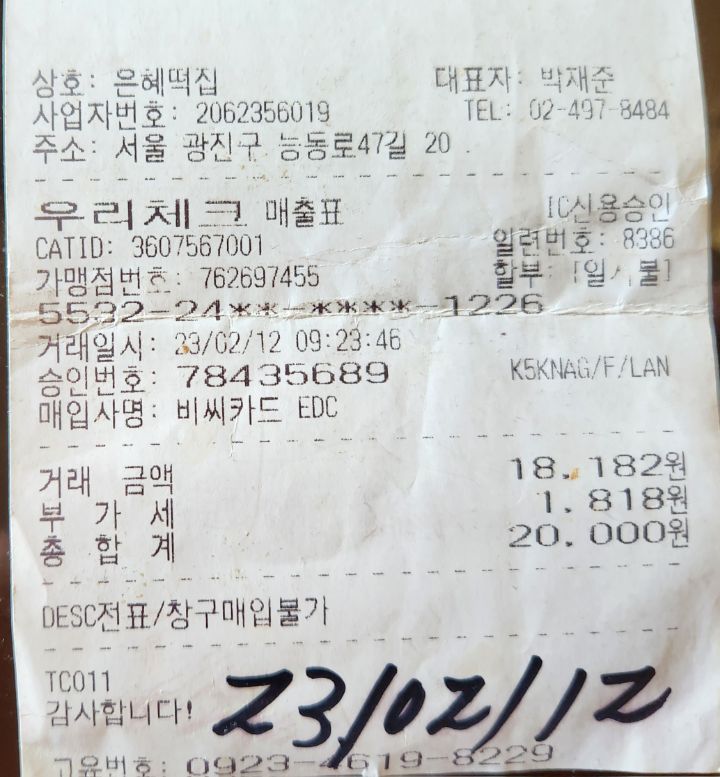 상호: 은혜떡집 대표자: 박재준
사업자번호: 2062356019 TEL: 02-497-8484
주소: 서울 광진구 능동로47길 20
우리체크 매출표 IC신용승인
CATID: 3607567001 일련번호: 8386
가맹점번호: 762697455 할부: [일시불]
5532-24**-****-1226
거래일시: 23/02/12 09:23:46
승인번호: 78435689 K5KNAG/F/LAN
매입사명: 비씨카드 EDC
거래 금액 18.182원
부 가 세 1.818원
총 합 계 20.000원
DESC전표/창구매입불가
TC011
감사합니다! 23/02/12
고유번호: 0923-4619-8229